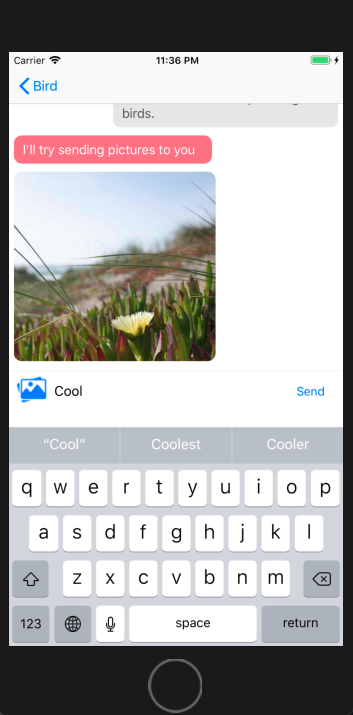 Carrier 11:36 PM
Bird
birds.
I'll try sending pictures to you
Cool Send
“Cool” Coolest Cooler
q w e r t y u i o p
a s d f g h j k l
z x c v b n m
123 space return